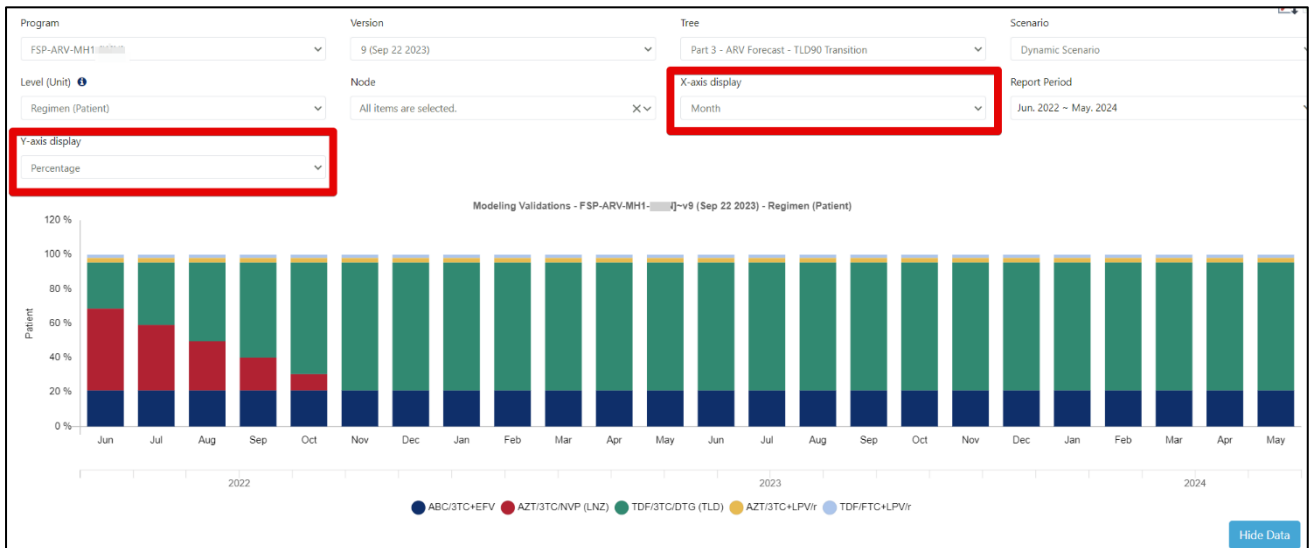 Program
Version
Tree
Scenario
FSP-ARV-MH1
9 (Sep 22 2023)
Part 3 - ARV Forecast - TLD90 Transition
Dynamic Scenario
Level (Unit)
Node
X-axis display
Report Period
Regimen (Patient)
All items are selected.
Month
Jun. 2022 ~ May. 2024
Y-axis display
Percentage
Modeling Validations - FSP-ARV-MH1- ]~v9 (Sep 22 2023) - Regimen (Patient)
120 %
100 %
80 %
60 %
40 %
20 %
0 %
Patient
Jun Jul Aug Sep Oct Nov Dec Jan Feb Mar Apr May Jun Jul Aug Sep Oct Nov Dec Jan Feb Mar Apr May
2022 2023 2024
ABC/3TC+EFV AZT/3TC/NVP (LNZ) TDF/3TC/DTG (TLD) AZT/3TC+LPV/r TDF/FTC+LPV/r
Hide Data